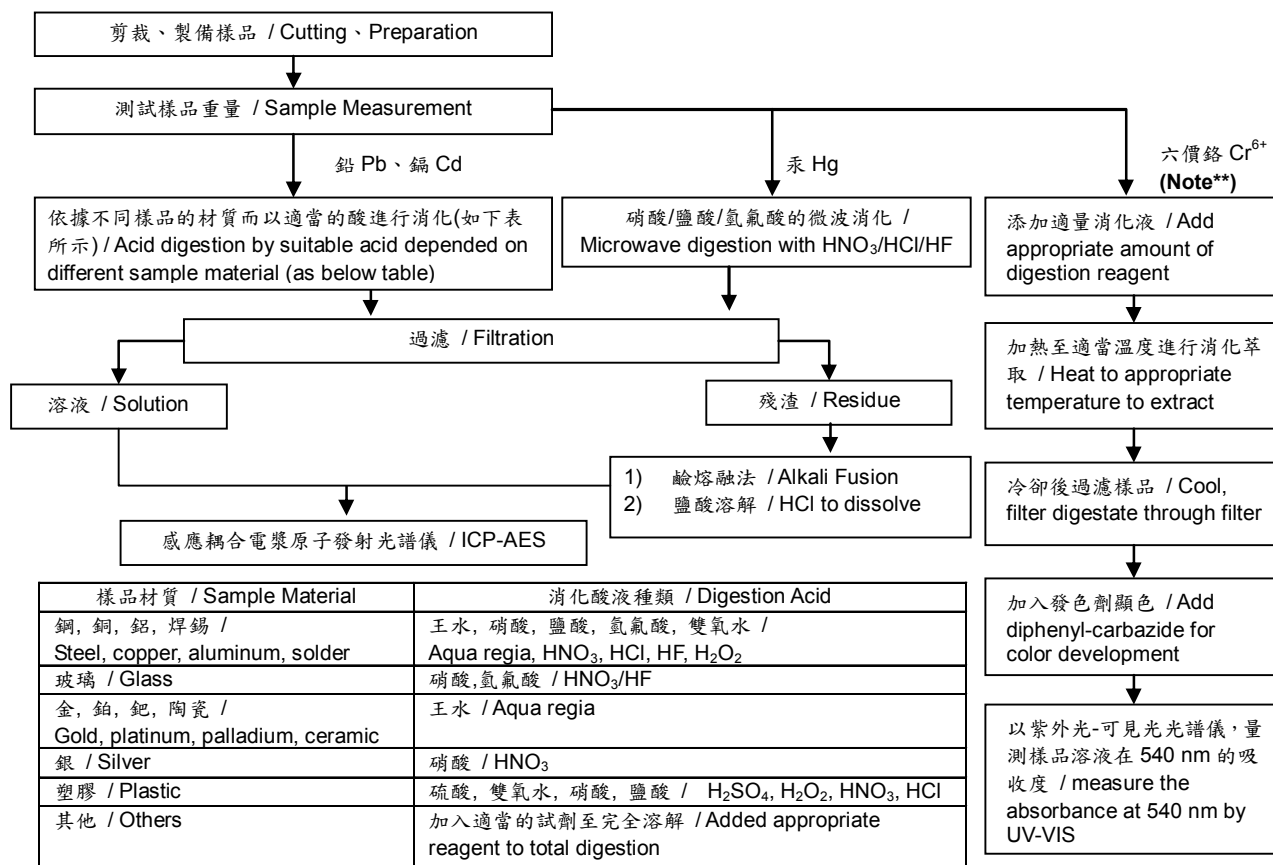 剪裁、製備樣品 / Cutting、Preparation
測試樣品重量 / Sample Measurement
鉛 Pb、鎘 Cd
汞 Hg
六價鉻 Cr⁶⁺
(Note**)
依據不同樣品的材質而以適當的酸進行消化(如下表
所示) / Acid digestion by suitable acid depended on
different sample material (as below table)
硝酸/鹽酸/氫氟酸的微波消化 /
Microwave digestion with HNO₃/HCl/HF
添加適量消化液 / Add
appropriate amount of
digestion reagent
過濾 / Filtration
加熱至適當溫度進行消化萃
取 / Heat to appropriate
temperature to extract
溶液 / Solution
殘渣 / Residue
1) 鹼熔融法 / Alkali Fusion
2) 鹽酸溶解 / HCl to dissolve
冷卻後過濾樣品 / Cool,
filter digestate through filter
感應耦合電漿原子發射光譜儀 / ICP-AES
加入發色劑顯色 / Add
diphenyl-carbazide for
color development
以紫外光-可見光光譜儀,量
測樣品溶液在 540 nm 的吸
收度 / measure the
absorbance at 540 nm by
UV-VIS
樣品材質 / Sample Material
消化酸液種類 / Digestion Acid
鋼, 銅, 鋁, 焊錫 /
Steel, copper, aluminum, solder
王水, 硝酸, 鹽酸, 氫氟酸, 雙氧水 /
Aqua regia, HNO₃, HCl, HF, H₂O₂
玻璃 / Glass
硝酸,氫氟酸 / HNO₃/HF
金, 鉑, 鈀, 陶瓷 /
Gold, platinum, palladium, ceramic
王水 / Aqua regia
銀 / Silver
硝酸 / HNO₃
塑膠 / Plastic
硫酸, 雙氧水, 硝酸, 鹽酸 / H₂SO₄, H₂O₂, HNO₃, HCl
其他 / Others
加入適當的試劑至完全溶解 / Added appropriate
reagent to total digestion